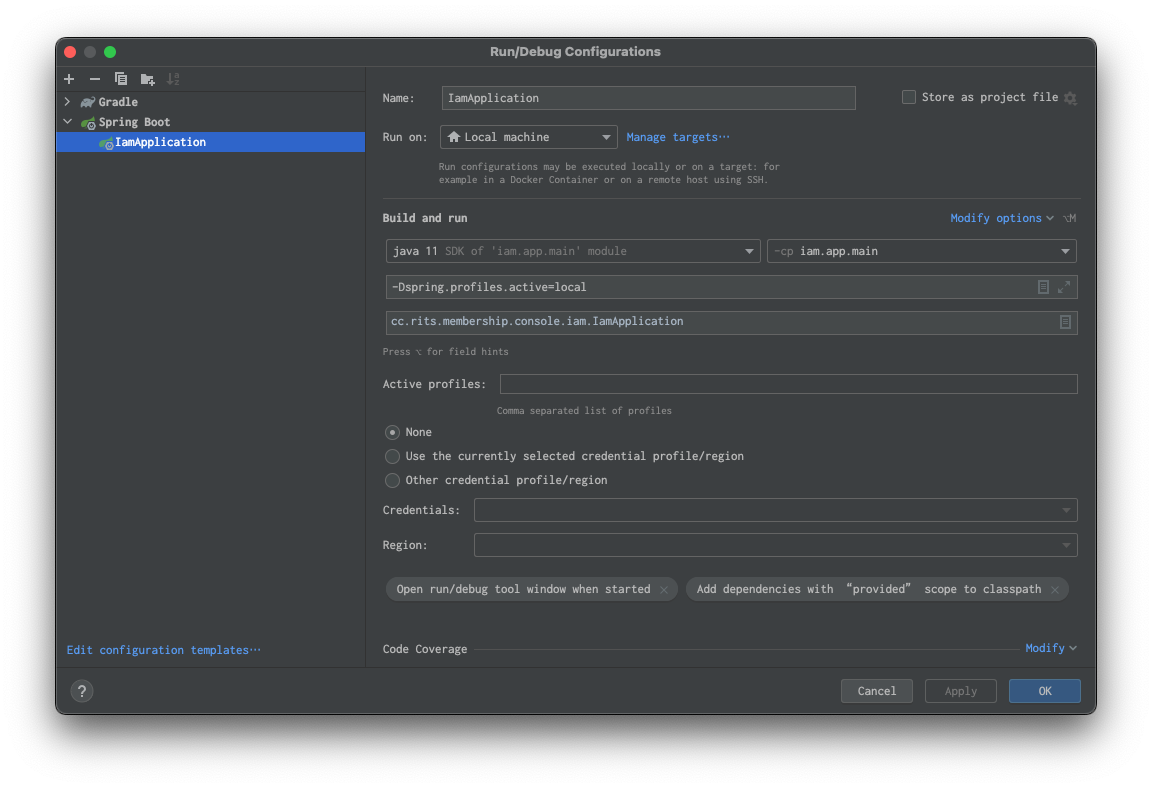 Run/Debug Configurations
Gradle
Spring Boot
IamApplication
Edit configuration templates…
Name: IamApplication Store as project file
Run on: Local machine Manage targets…
Run configurations may be executed locally or on a target: for
example in a Docker Container or on a remote host using SSH.
Build and run Modify options ⌥M
java 11 SDK of 'iam.app.main' module -cp iam.app.main
-Dspring.profiles.active=local
cc.rits.membership.console.iam.IamApplication
Press ⌥ for field hints
Active profiles:
Comma separated list of profiles
None
Use the currently selected credential profile/region
Other credential profile/region
Credentials:
Region:
Open run/debug tool window when started × Add dependencies with “provided” scope to classpath ×
Code Coverage Modify
? Cancel Apply OK